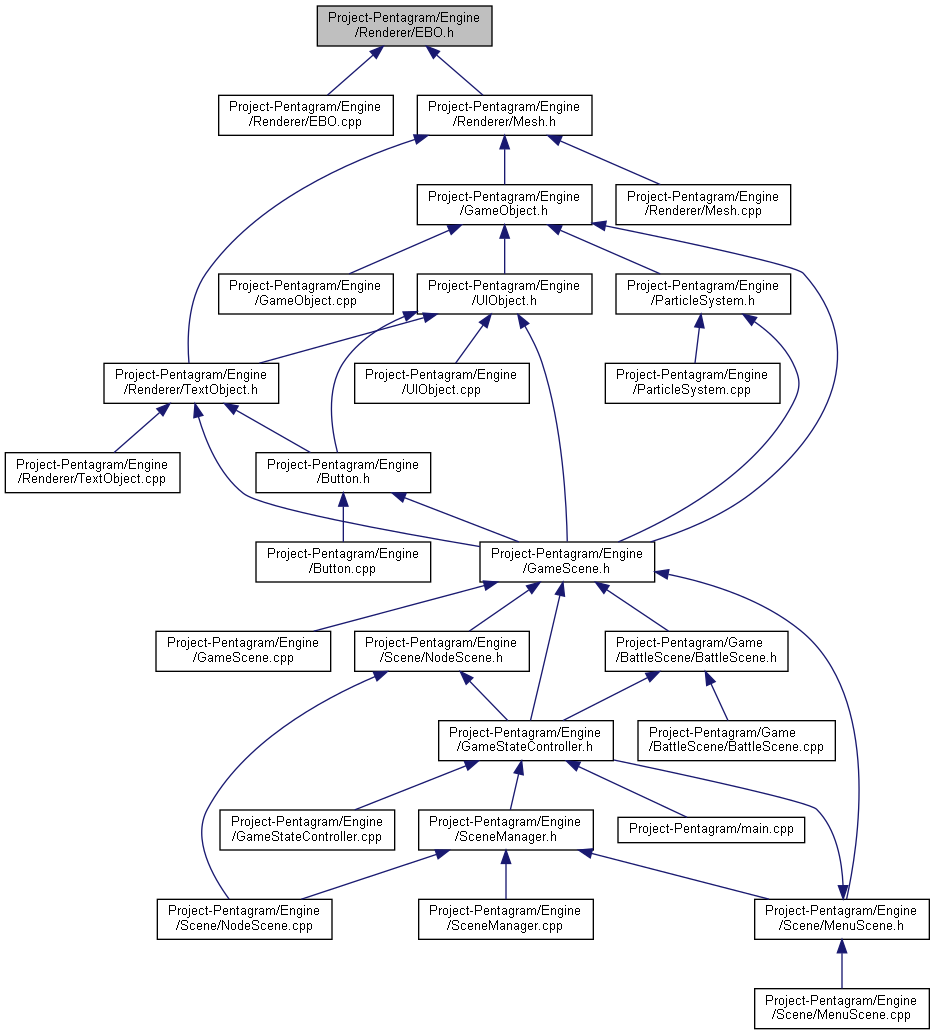 Project-Pentagram/Engine
/Renderer/EBO.h
Project-Pentagram/Engine
/Renderer/EBO.cpp
Project-Pentagram/Engine
/Renderer/Mesh.h
Project-Pentagram/Engine
/GameObject.h
Project-Pentagram/Engine
/Renderer/Mesh.cpp
Project-Pentagram/Engine
/GameObject.cpp
Project-Pentagram/Engine
/UIObject.h
Project-Pentagram/Engine
/ParticleSystem.h
Project-Pentagram/Engine
/Renderer/TextObject.h
Project-Pentagram/Engine
/UIObject.cpp
Project-Pentagram/Engine
/ParticleSystem.cpp
Project-Pentagram/Engine
/Renderer/TextObject.cpp
Project-Pentagram/Engine
/Button.h
Project-Pentagram/Engine
/Button.cpp
Project-Pentagram/Engine
/GameScene.h
Project-Pentagram/Engine
/GameScene.cpp
Project-Pentagram/Engine
/Scene/NodeScene.h
Project-Pentagram/Game
/BattleScene/BattleScene.h
Project-Pentagram/Engine
/GameStateController.h
Project-Pentagram/Game
/BattleScene/BattleScene.cpp
Project-Pentagram/Engine
/GameStateController.cpp
Project-Pentagram/Engine
/SceneManager.h
Project-Pentagram/main.cpp
Project-Pentagram/Engine
/Scene/NodeScene.cpp
Project-Pentagram/Engine
/SceneManager.cpp
Project-Pentagram/Engine
/Scene/MenuScene.h
Project-Pentagram/Engine
/Scene/MenuScene.cpp